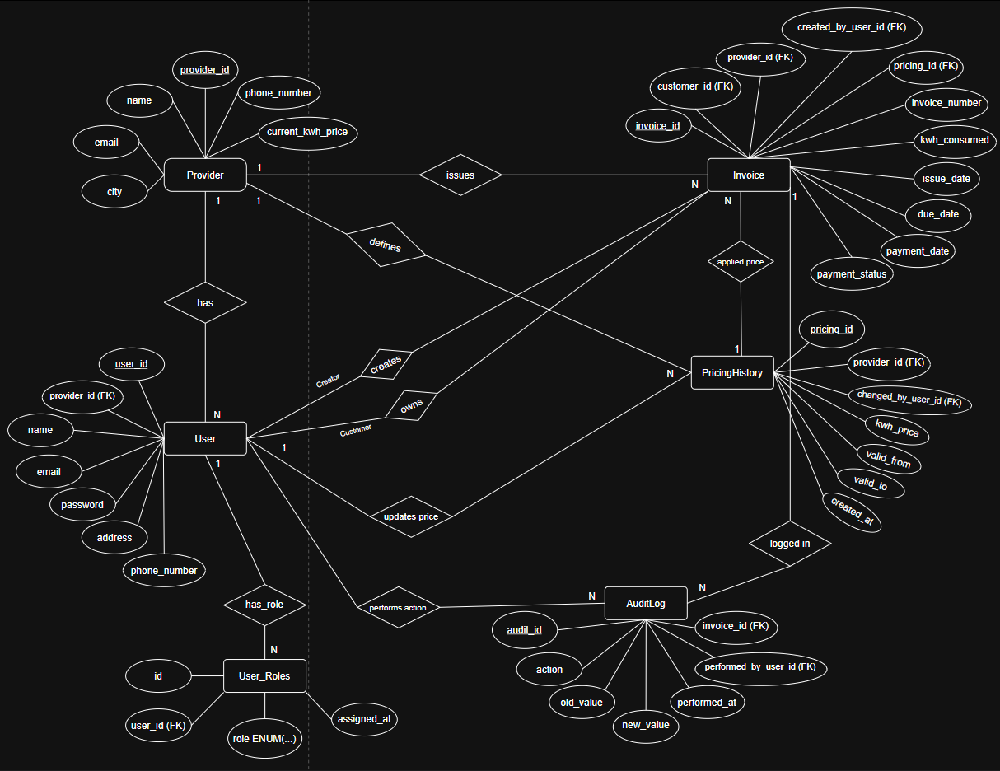 created_by_user_id (FK)
provider_id (FK)
pricing_id (FK)
provider_id
customer_id (FK)
phone_number
name
invoice_number
invoice_id
current_kwh_price
email
kwh_consumed
Provider
1
issues
Invoice
issue_date
city
N
1
1
N
1
due_date
defines
payment_date
applied price
payment_status
has
pricing_id
1
user_id
creates
provider_id (FK)
Creator
N
PricingHistory
provider_id (FK)
changed_by_user_id (FK)
owns
N
kwh_price
name
Customer
User
1
valid_from
1
email
valid_to
password
updates price
created_at
address
logged in
phone_number
N
N
has_role
performs action
AuditLog
audit_id
invoice_id (FK)
N
action
performed_by_user_id (FK)
id
User_Roles
old_value
performed_at
assigned_at
new_value
user_id (FK)
role ENUM(...)